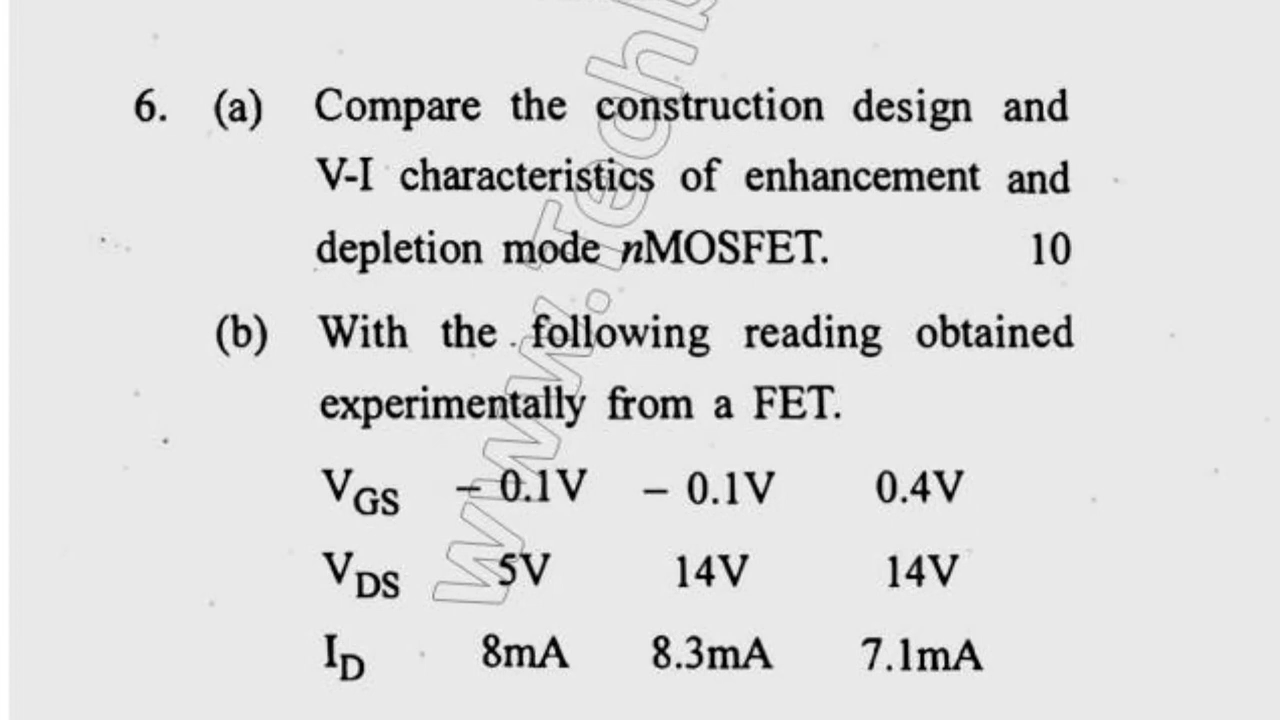 6. (a) Compare the construction design and
V-I characteristics of enhancement and
depletion mode nMOSFET. 10
(b) With the following reading obtained
experimentally from a FET.
VGS – 0.1V – 0.1V 0.4V
VDS 5V 14V 14V
ID 8mA 8.3mA 7.1mA
www.Tech